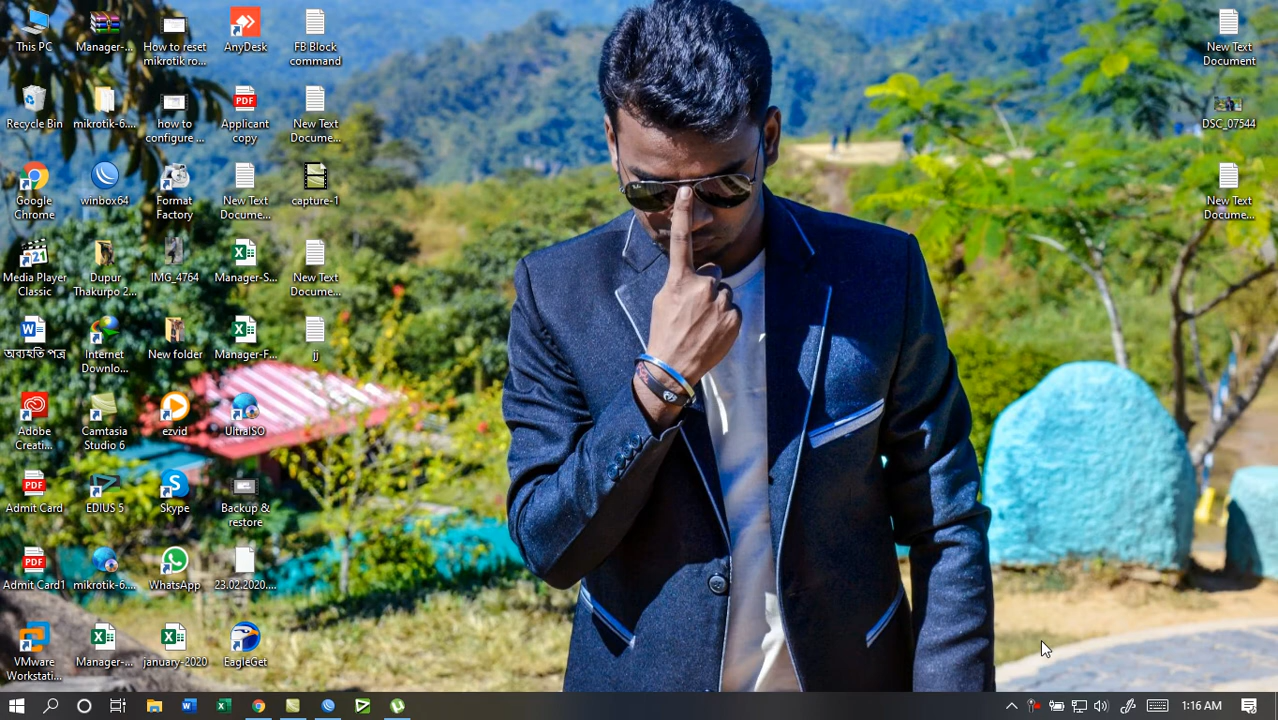 This PC
Manager-...
How to reset
mikrotik ro...
AnyDesk
FB Block
command
New Text
Document
Recycle Bin
mikrotik-6....
how to
configure ...
Applicant
copy
New Text
Docume...
DSC_07544
Google
Chrome
winbox64
Format
Factory
New Text
Docume...
capture-1
New Text
Docume...
Media Player
Classic
Dupur
Thakurpo 2...
IMG_4764
Manager-S...
New Text
Docume...
অব্যহতি পত্র
Internet
Downlo...
New folder
Manager-F...
jj
Adobe
Creati...
Camtasia
Studio 6
ezvid
UltraISO
Admit Card
EDIUS 5
Skype
Backup &
restore
Admit Card1
mikrotik-6....
WhatsApp
23.02.2020....
VMware
Workstati...
Manager-...
january-2020
EagleGet
1:16 AM